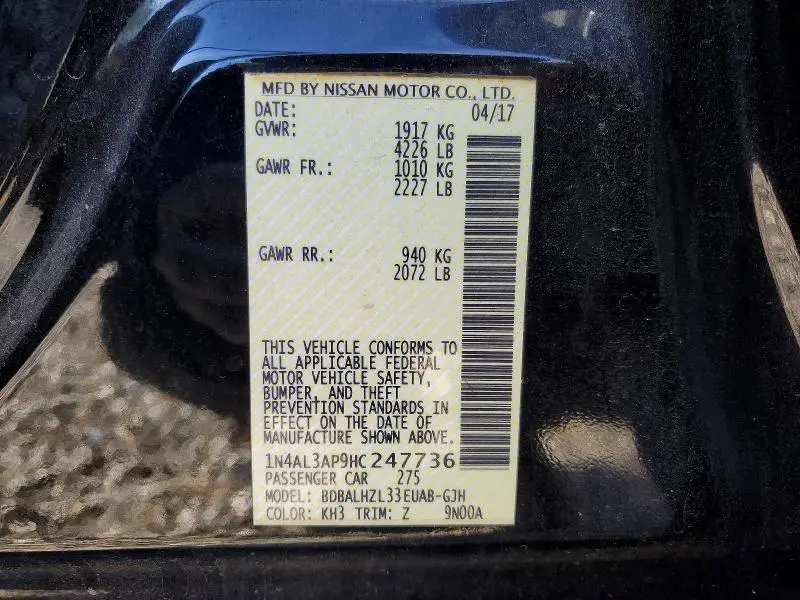 MFD BY NISSAN MOTOR CO., LTD.
DATE: 04/17
GVWR: 1917 KG
4226 LB
GAWR FR.: 1010 KG
2227 LB
GAWR RR.: 940 KG
2072 LB
THIS VEHICLE CONFORMS TO
ALL APPLICABLE FEDERAL
MOTOR VEHICLE SAFETY,
BUMPER, AND THEFT
PREVENTION STANDARDS IN
EFFECT ON THE DATE OF
MANUFACTURE SHOWN ABOVE.
1N4AL3AP9HC247736
PASSENGER CAR 275
MODEL: BDBALHZL33EUAB-GJH
COLOR: KH3 TRIM: Z 9N00A